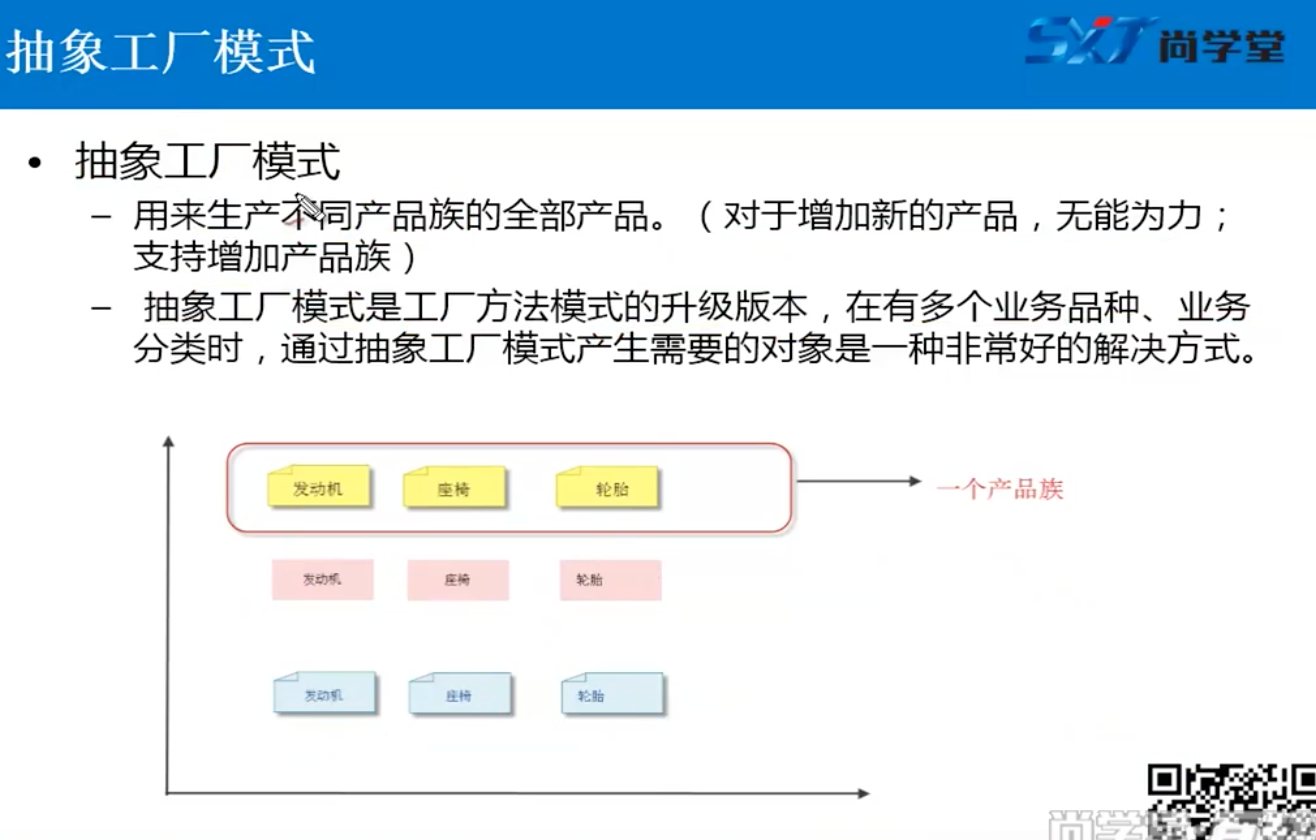 抽象工厂模式
SXT 尚学堂
• 抽象工厂模式
– 用来生产不同产品族的全部产品。（对于增加新的产品，无能为力；
支持增加产品族）
– 抽象工厂模式是工厂方法模式的升级版本，在有多个业务品种、业务
分类时，通过抽象工厂模式产生需要的对象是一种非常好的解决方式。
发动机 座椅 轮胎 一个产品族
发动机 座椅 轮胎
发动机 座椅 轮胎